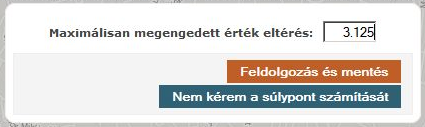 Maximálisan megengedett érték eltérés: 3.125
Feldolgozás és mentés
Nem kérem a súlypont számítását